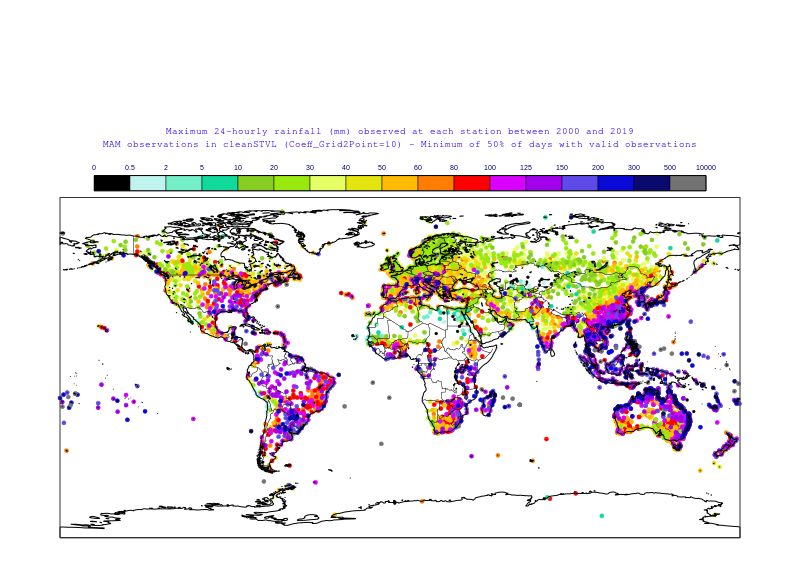 Maximum 24-hourly rainfall (mm) observed at each station between 2000 and 2019
MAM observations in cleanSTVL (Coeff_Grid2Point=10) - Minimum of 50% of days with valid observations
0 0.5 2 5 10 20 30 40 50 60 80 100 125 150 200 300 500 10000